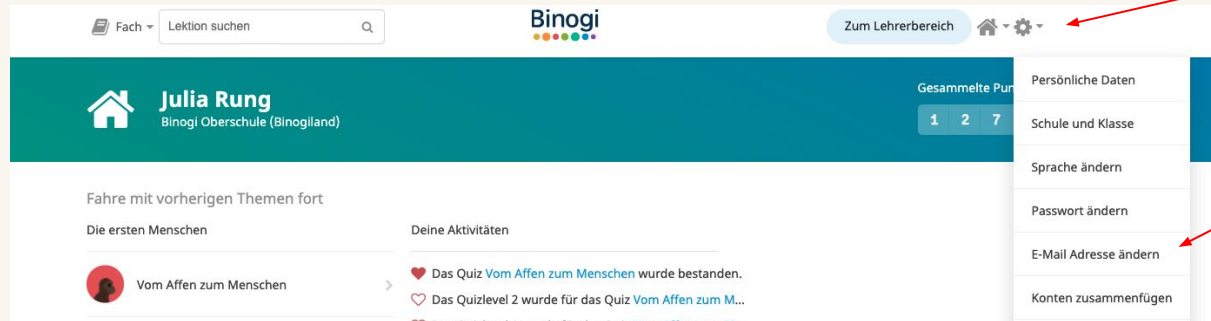 Fach
Lektion suchen
Binogi
Zum Lehrerbereich
Julia Rung
Binogi Oberschule (Binogiland)
Gesammelte Pun
1 2 7
Persönliche Daten
Schule und Klasse
Sprache ändern
Passwort ändern
E-Mail Adresse ändern
Konten zusammenfügen
Fahre mit vorherigen Themen fort
Die ersten Menschen
Vom Affen zum Menschen
Deine Aktivitäten
Das Quiz Vom Affen zum Menschen wurde bestanden.
Das Quizlevel 2 wurde für das Quiz Vom Affen zum M...